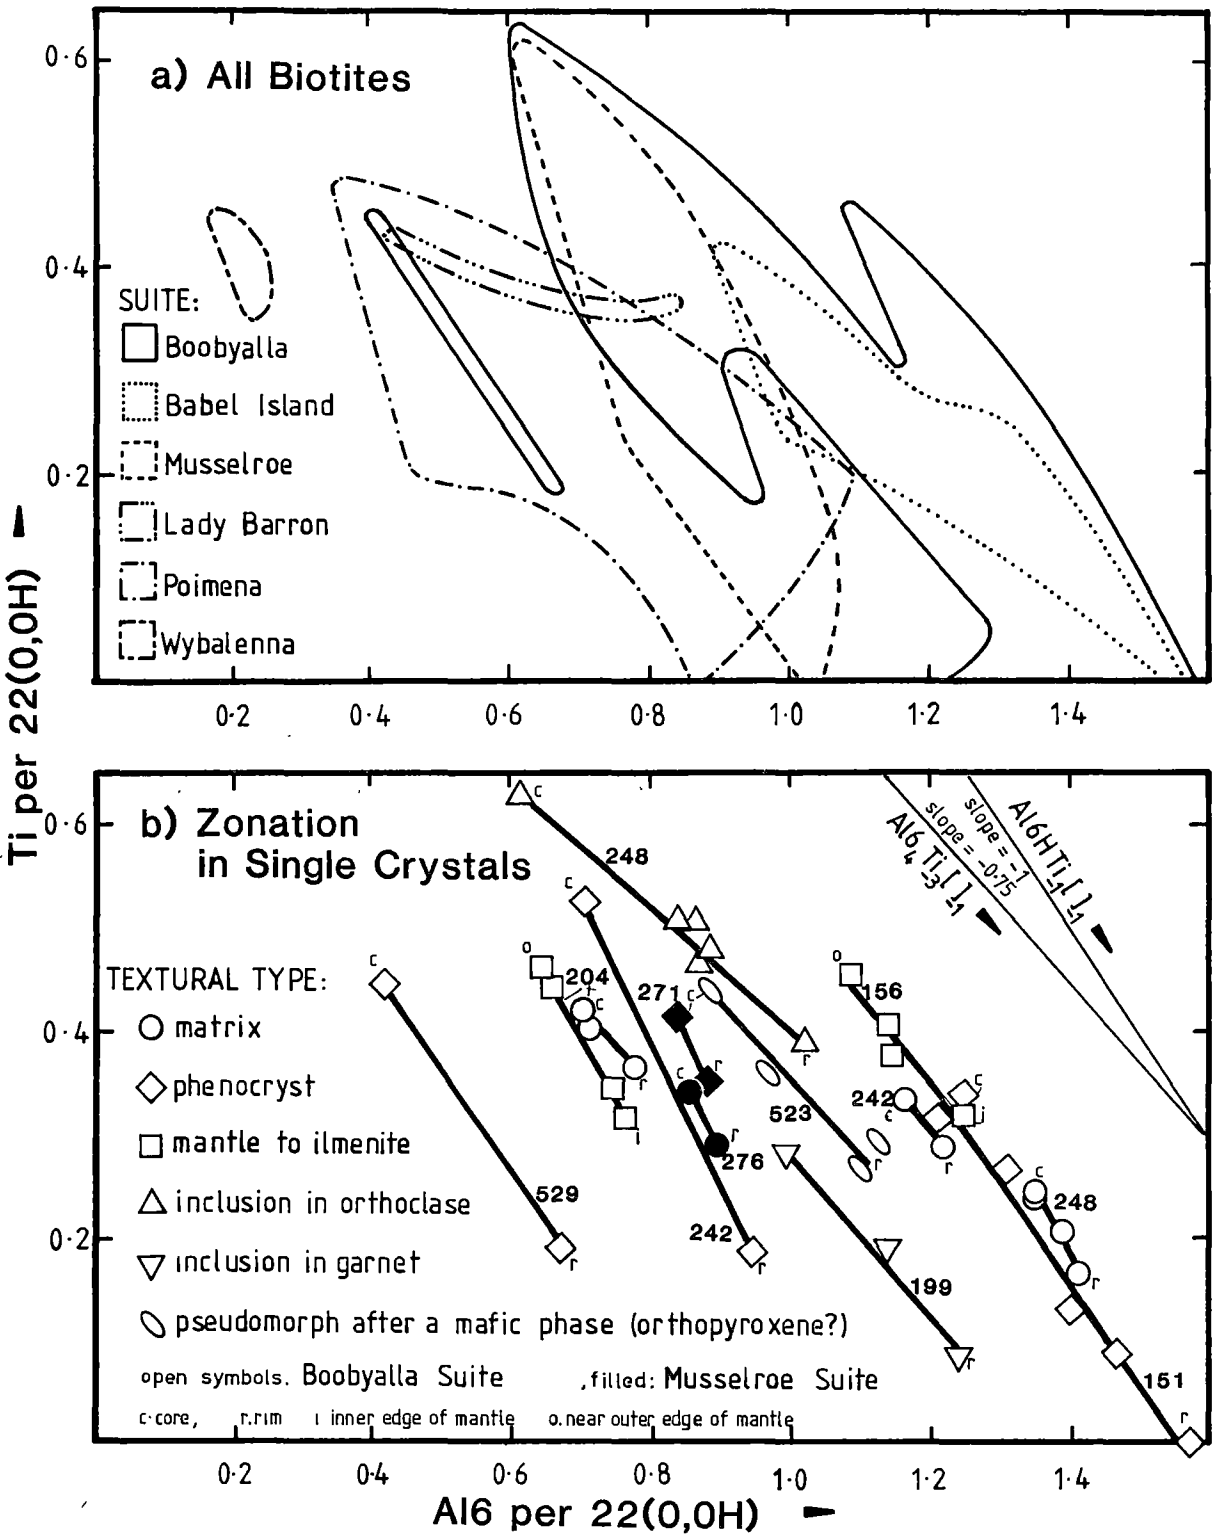 0·6
a) All Biotites
0·4
SUITE:
Boobyalla
Babel Island
Musselroe
0·2
Lady Barron
Poimena
Wybalenna
0·2 0·4 0·6 0·8 1·0 1·2 1·4
Ti per 22(O,OH)
0·6
b) Zonation
in Single Crystals
c
248
slope = -1
Al6HTi-1[ ]-1
slope = -0.75
Al6 4 Ti-3[ ]-1
c
o
c
o
TEXTURAL TYPE:
204
271
c
156
r
c
matrix
0·4
r
c
r
r
c
phenocryst
523
242
c
i
mantle to ilmenite
i
r
276
r
r
c
inclusion in orthoclase
529
248
0·2
242
inclusion in garnet
r
r
r
199
pseudomorph after a mafic phase (orthopyroxene?)
r
open symbols. Boobyalla Suite , filled: Musselroe Suite
151
c·core, r.rim i inner edge of mantle o.near outer edge of mantle
r
0·2 0·4 0·6 0·8 1·0 1·2 1·4
Al6 per 22(O,OH)